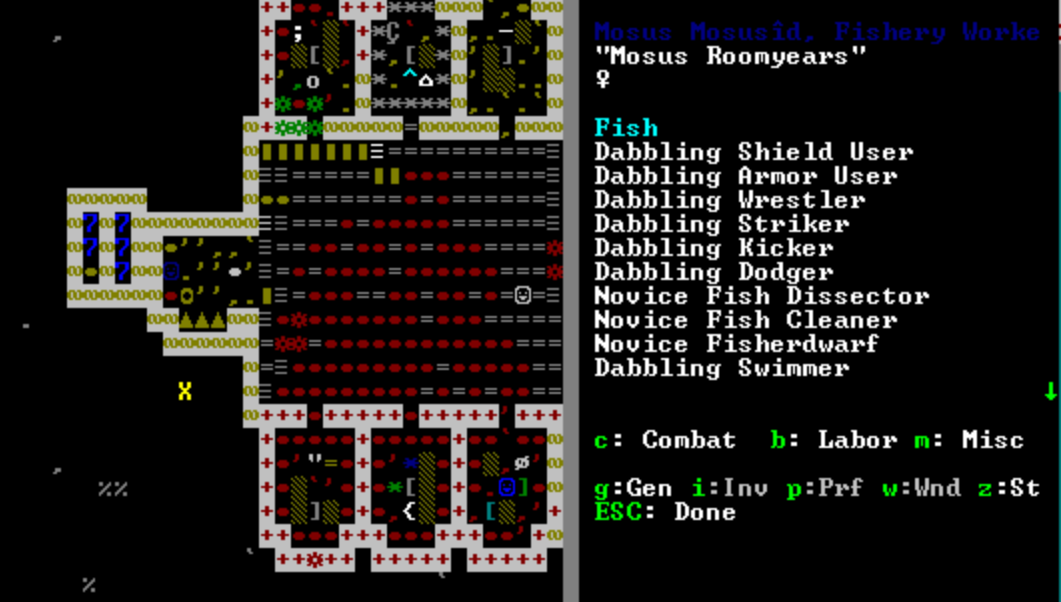 Mosus Mosusîd, Fishery Worke
"Mosus Roomyears"
♀
Fish
Dabbling Shield User
Dabbling Armor User
Dabbling Wrestler
Dabbling Striker
Dabbling Kicker
Dabbling Dodger
Novice Fish Dissector
Novice Fish Cleaner
Novice Fisherdwarf
Dabbling Swimmer
c: Combat b: Labor m: Misc
g:Gen i:Inv p:Prf w:Wnd z:St
ESC: Done